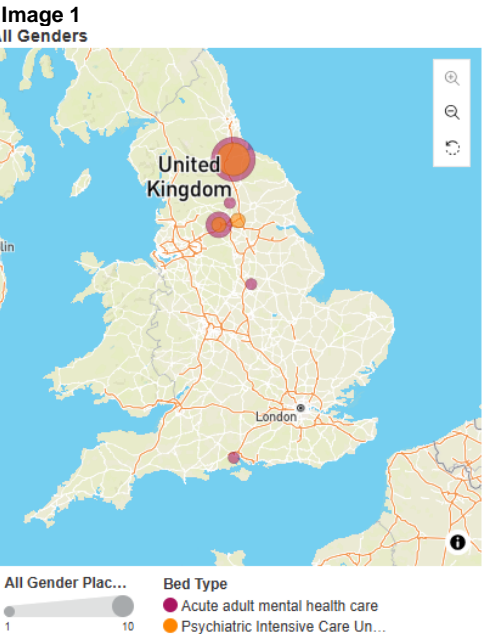 Image 1
All Genders
United
Kingdom
lin
London
All Gender Plac...
Bed Type
1
10
Acute adult mental health care
Psychiatric Intensive Care Un...